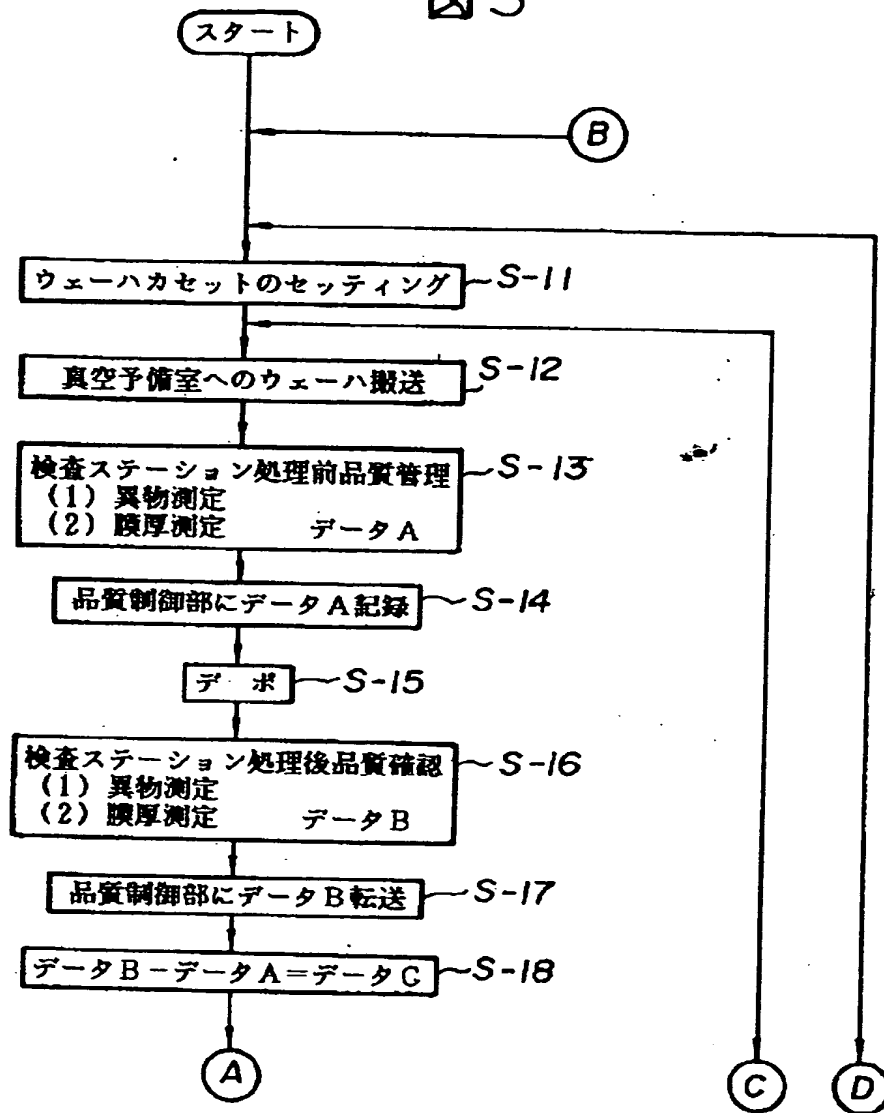 図3
スタート
B
ウェーハカセットのセッティング
S-11
真空予備室へのウェーハ搬送
S-12
検査ステーション処理前品質管理
(1) 異物測定
(2) 膜厚測定 データA
S-13
品質制御部にデータA記録
S-14
デポ
S-15
検査ステーション処理後品質確認
(1) 異物測定
(2) 膜厚測定 データB
S-16
品質制御部にデータB転送
S-17
データB-データA=データC
S-18
A
C
D